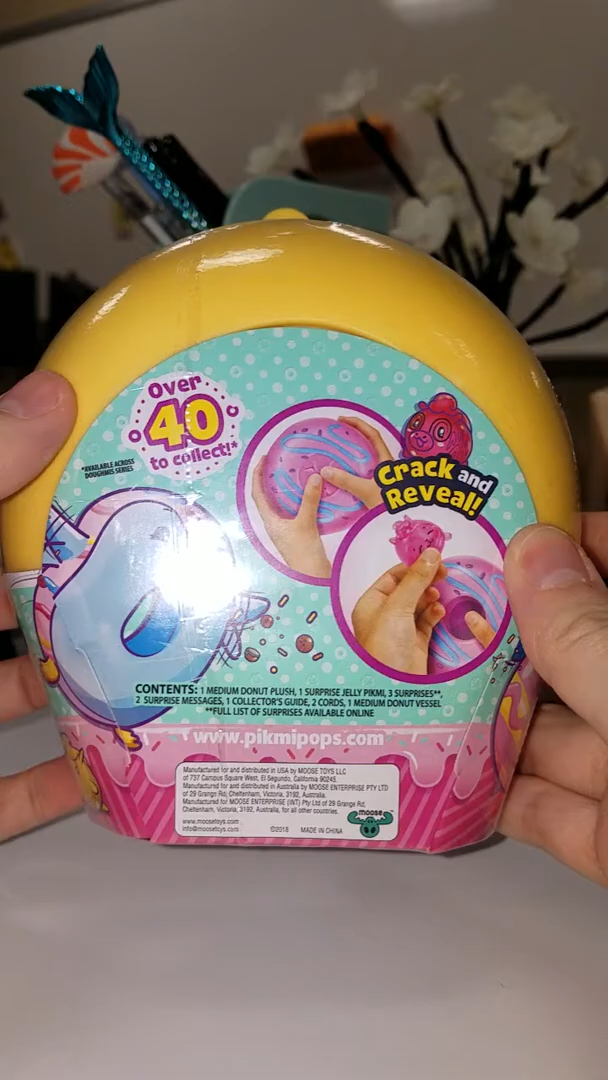 Over
40
to collect!*
*AVAILABLE ACROSS
DOUGHMIS SERIES
Crack and
Reveal!
CONTENTS: 1 MEDIUM DONUT PLUSH, 1 SURPRISE JELLY PIKMI, 3 SURPRISES**,
2 SURPRISE MESSAGES, 1 COLLECTOR'S GUIDE, 2 CORDS, 1 MEDIUM DONUT VESSEL
**FULL LIST OF SURPRISES AVAILABLE ONLINE
www.pikmipops.com
Manufactured for and distributed in USA by MOOSE TOYS LLC
of 737 Campus Square West, El Segundo, California 90245.
Manufactured for and distributed in Australia by MOOSE ENTERPRISE PTY LTD
of 29 Grange Rd, Cheltenham, Victoria, 3192, Australia.
Manufactured for MOOSE ENTERPRISE (INT) Pty Ltd of 29 Grange Rd,
Cheltenham, Victoria, 3192, Australia, for all other countries.
www.moosetoys.com
info@moosetoys.com ©2018 MADE IN CHINA
moose